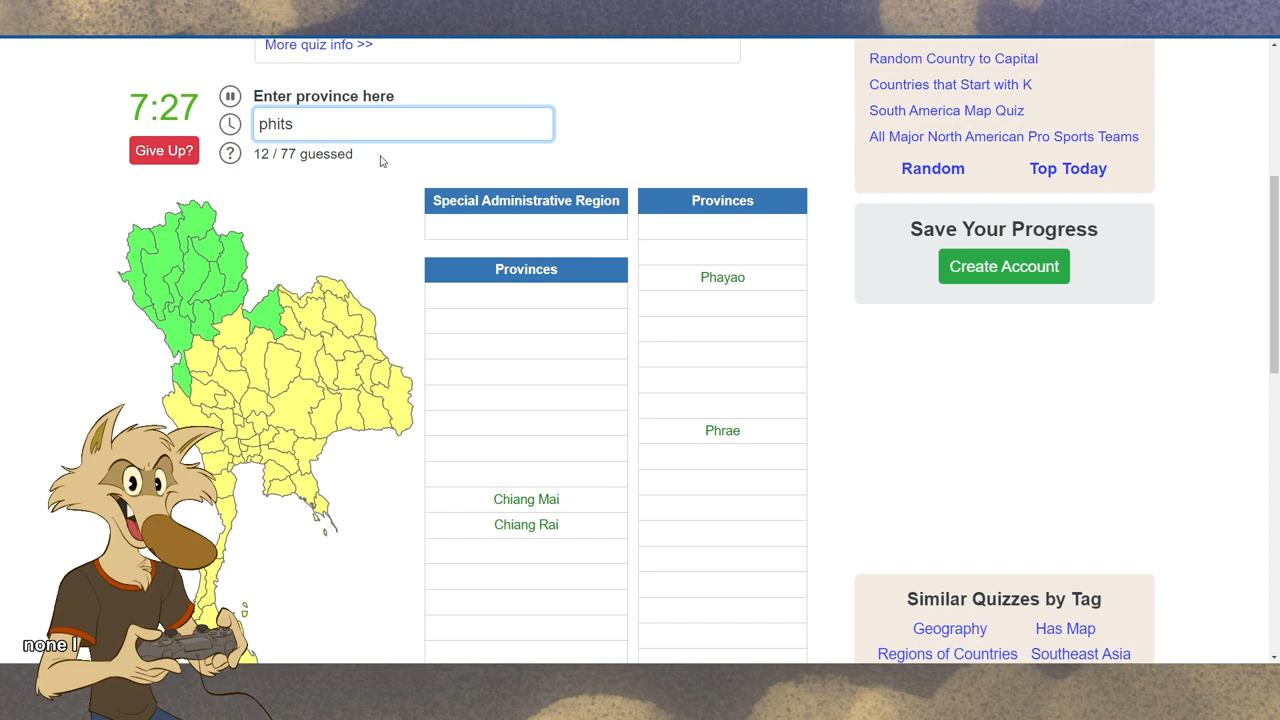 More quiz info >>
7:27
Enter province here
phits
Give Up?
12 / 77 guessed
Special Administrative Region
Provinces
Chiang Mai
Chiang Rai
Provinces
Phayao
Phrae
Random Country to Capital
Countries that Start with K
South America Map Quiz
All Major North American Pro Sports Teams
Random Top Today
Save Your Progress
Create Account
Similar Quizzes by Tag
Geography Has Map
Regions of Countries Southeast Asia
none I